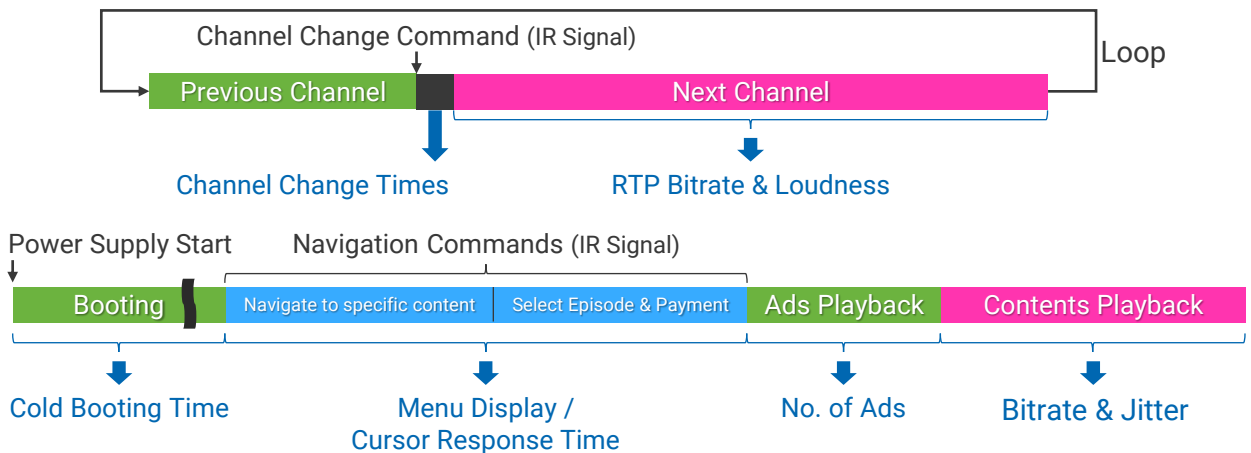 Channel Change Command (IR Signal)
Loop
Previous Channel
Next Channel
Channel Change Times
RTP Bitrate & Loudness
Power Supply Start
Navigation Commands (IR Signal)
Booting
Navigate to specific content
Select Episode & Payment
Ads Playback
Contents Playback
Cold Booting Time
Menu Display /
Cursor Response Time
No. of Ads
Bitrate & Jitter